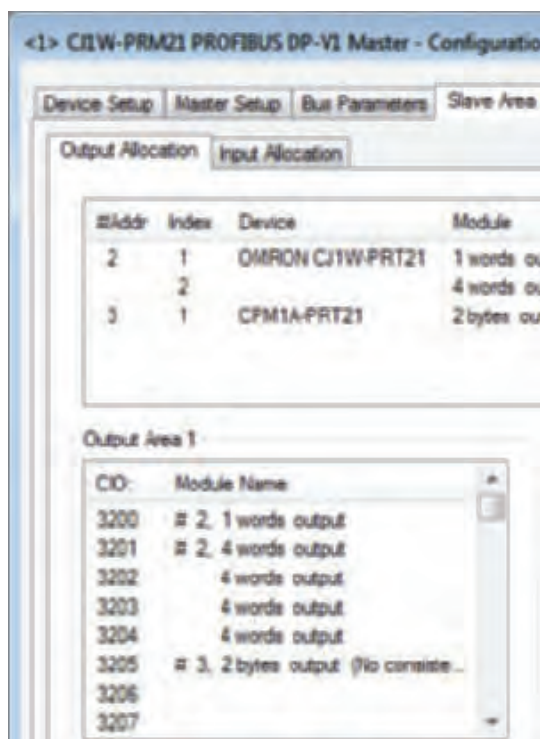 <1> CJ1W-PRM21 PROFIBUS DP-V1 Master - Configuratio
Device Setup Master Setup Bus Parameters Slave Area
Output Allocation Input Allocation
#Addr Index Device Module
2 1 OMRON CJ1W-PRT21 1 words ou
2 4 words ou
3 1 CPM1A-PRT21 2 bytes ou
Output Area 1
CIO: Module Name
3200 # 2, 1 words output
3201 # 2, 4 words output
3202 4 words output
3203 4 words output
3204 4 words output
3205 # 3, 2 bytes output (No consiste...
3206
3207